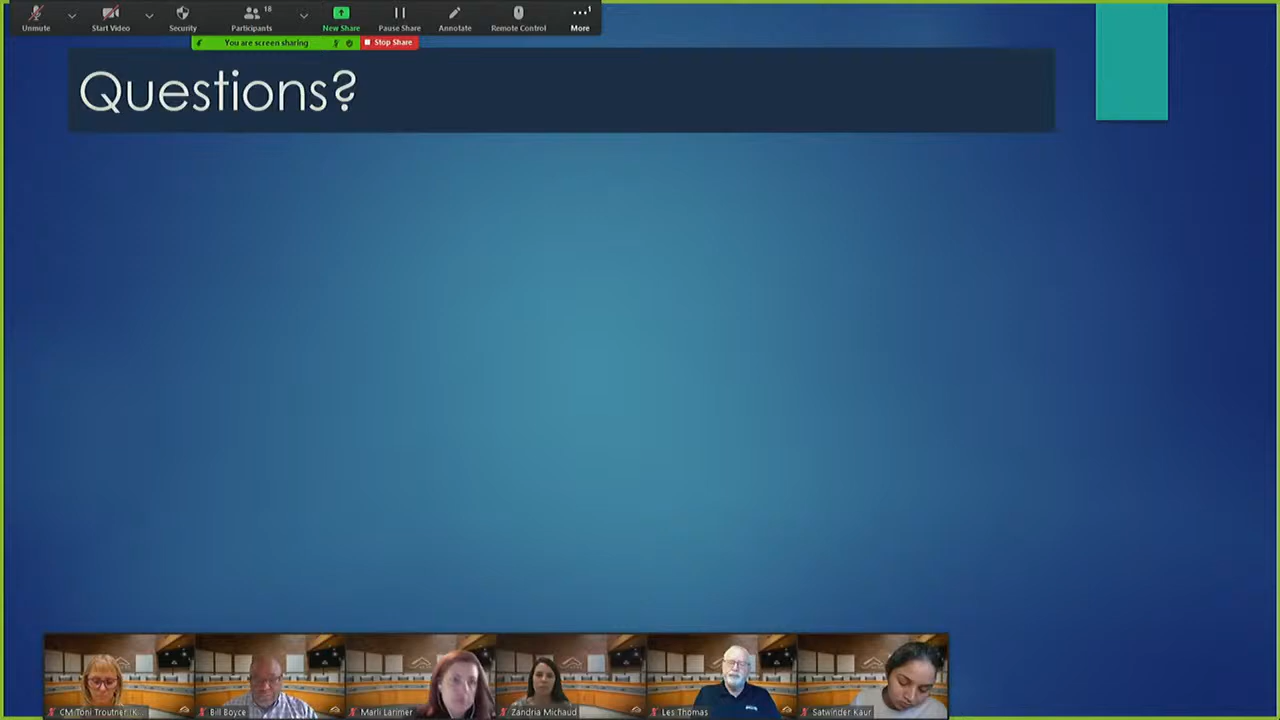 Unmute
Start Video
Security
18
Participants
New Share
Pause Share
Annotate
Remote Control
1
More
You are screen sharing
Stop Share
Questions?
CM Toni Troutner (K...
Bill Boyce
Marli Larimer
Zandria Michaud
Les Thomas
Satwinder Kaur